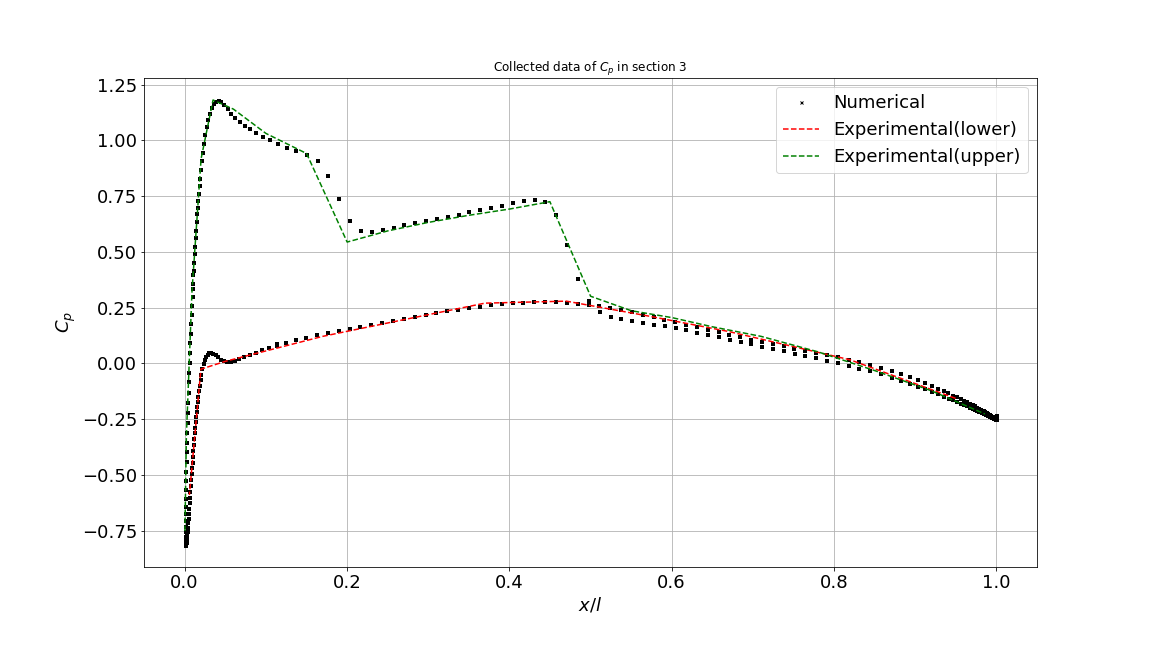 Collected data of $C_p$ in section 3
1.25
1.00
0.75
0.50
0.25
0.00
−0.25
−0.50
−0.75
$C_p$
Numerical
Experimental(lower)
Experimental(upper)
0.0 0.2 0.4 0.6 0.8 1.0
$x/l$